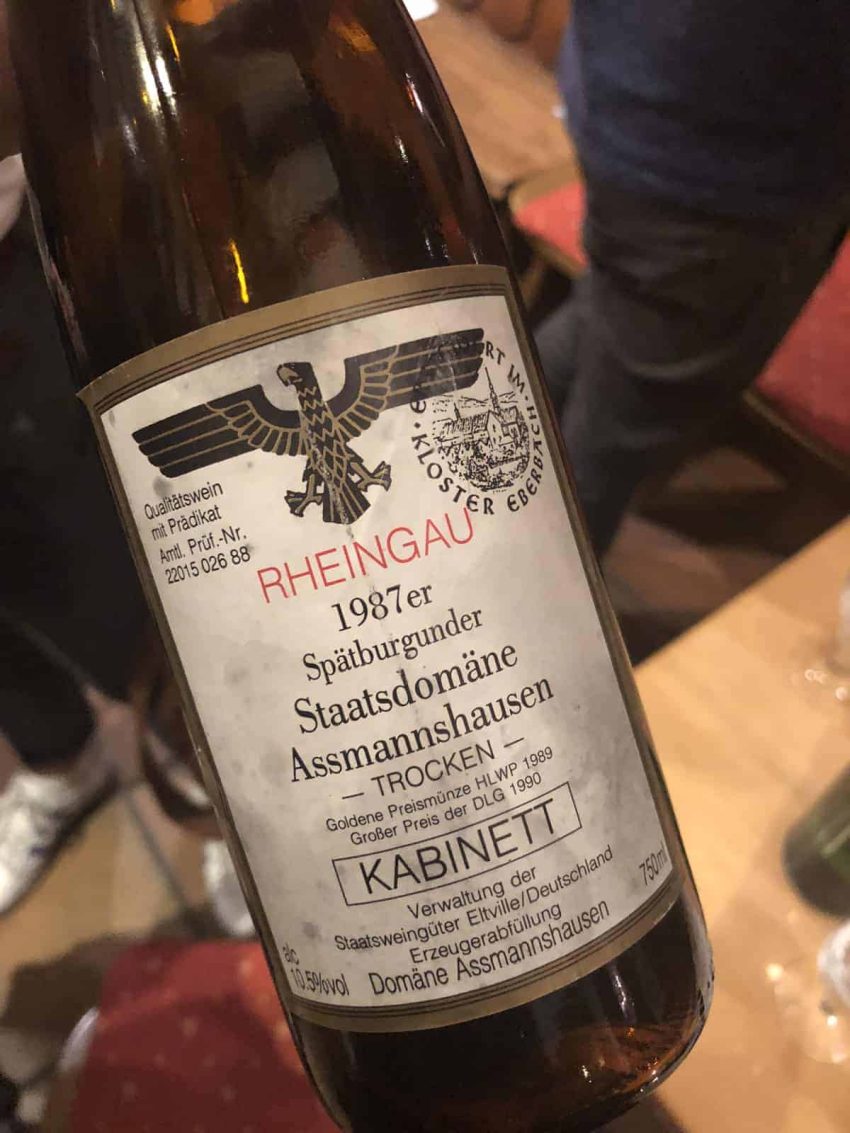 RT IM
KLOSTER EBERBACH
Qualitätswein
mit Prädikat
Amtl. Prüf.-Nr.
22015 026 88
RHEINGAU
1987er
Spätburgunder
Staatsdomäne
Assmannshausen
— TROCKEN —
Goldene Preismünze HLWP 1989
Großer Preis der DLG 1990
KABINETT
Verwaltung der
Staatsweingüter Eltville/Deutschland
Erzeugerabfüllung
Domäne Assmannshausen
alc
10.5%vol
750ml